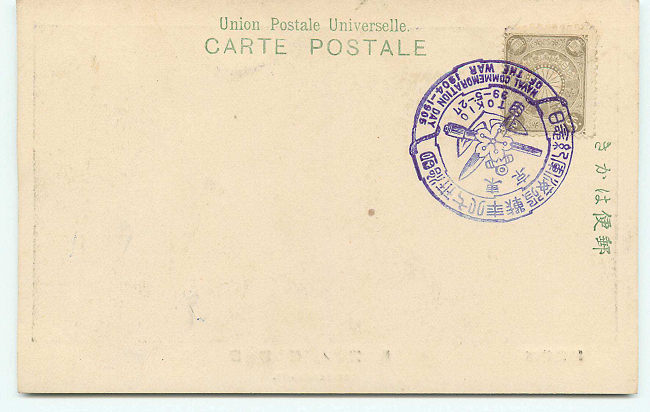 Union Postale Universelle.
CARTE POSTALE
郵便はかき
NAVAL COMMEMORATION DAY
OF THE WAR 1904-1905
TOKIO
39-5-27
東京